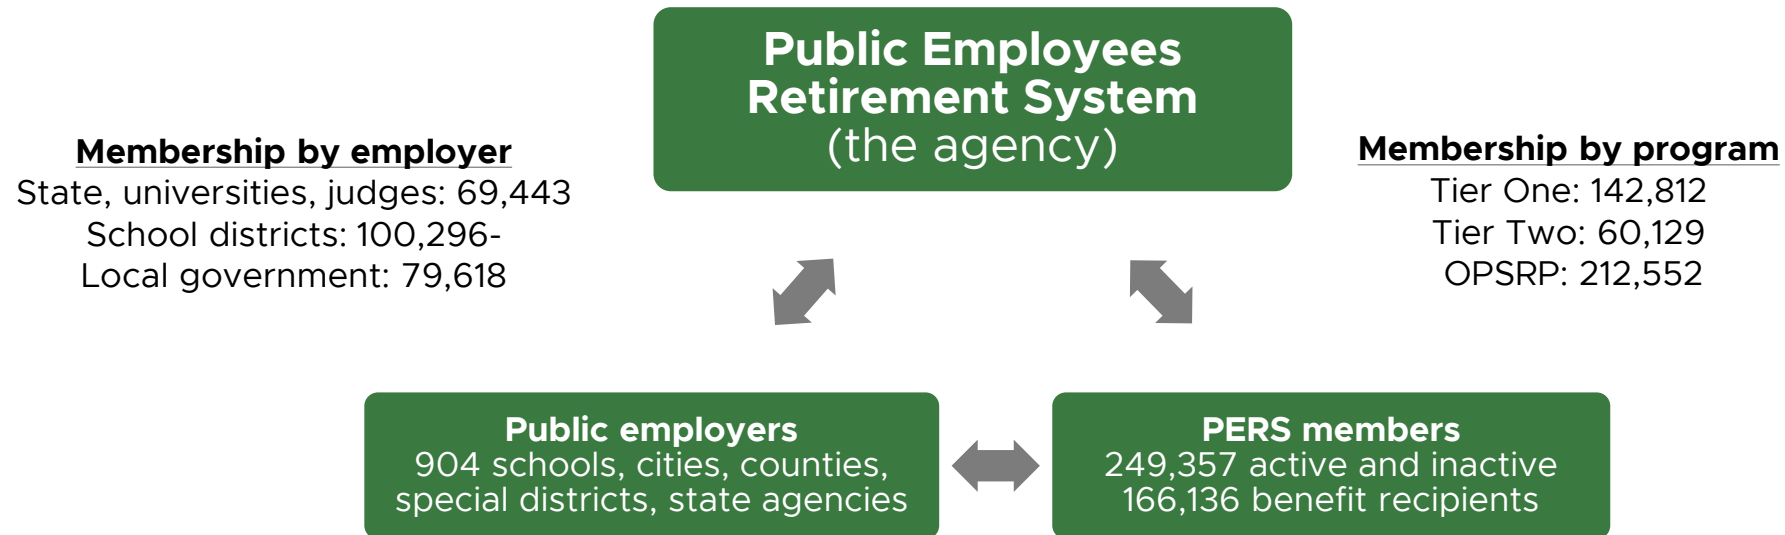 Public Employees
Retirement System
(the agency)
Membership by employer
State, universities, judges: 69,443
School districts: 100,296-
Local government: 79,618
Membership by program
Tier One: 142,812
Tier Two: 60,129
OPSRP: 212,552
Public employers
904 schools, cities, counties,
special districts, state agencies
PERS members
249,357 active and inactive
166,136 benefit recipients